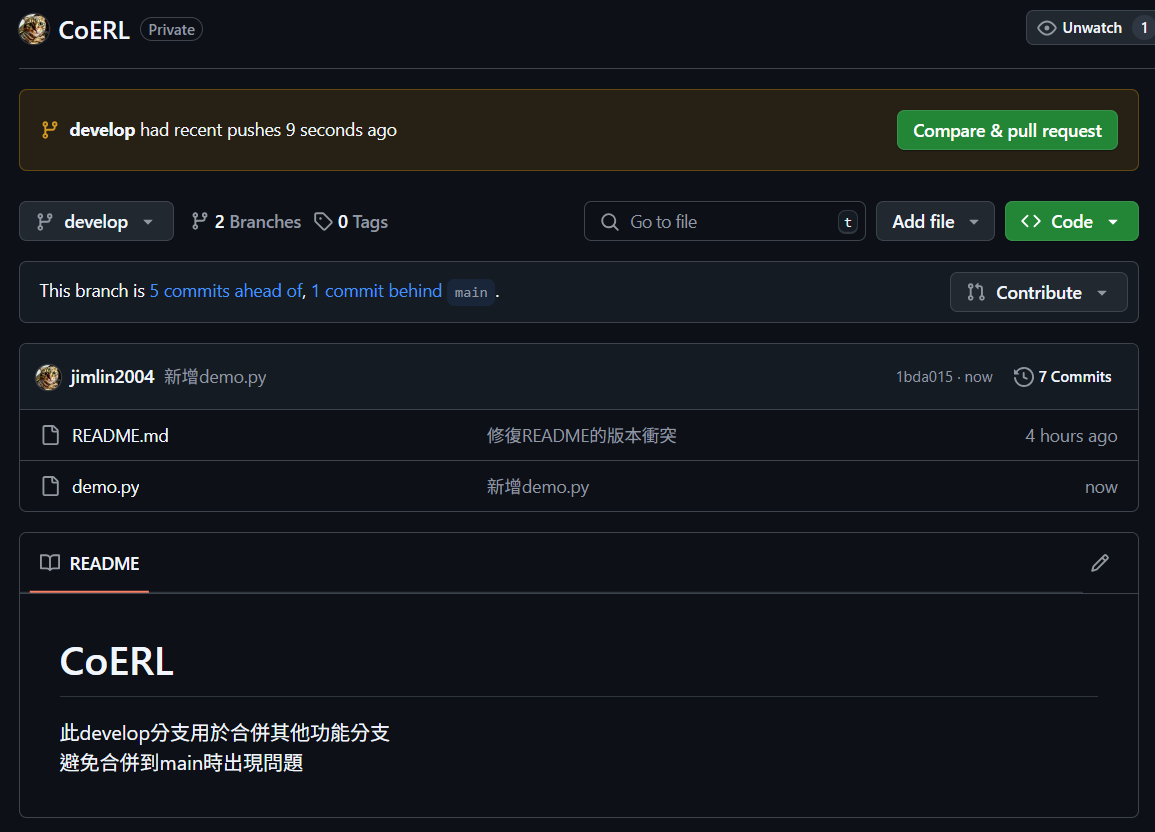 CoERL Private Unwatch 1
develop had recent pushes 9 seconds ago Compare & pull request
develop 2 Branches 0 Tags Go to file t Add file Code
This branch is 5 commits ahead of, 1 commit behind main . Contribute
jimlin2004 新增demo.py 1bda015 · now 7 Commits
README.md 修復README的版本衝突 4 hours ago
demo.py 新增demo.py now
README
CoERL
此develop分支用於合併其他功能分支
避免合併到main時出現問題